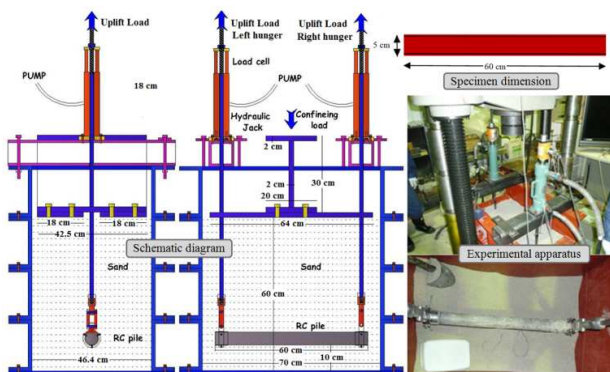 Uplift Load
PUMP
18 cm
18 cm
18 cm
42.5 cm
Sand
RC pile
46.4 cm
Uplift Load
Left hunger
Uplift Load
Right hunger
Load cell
PUMP
Hydraulic
Jack
Confineing
load
2 cm
2 cm
20 cm
30 cm
64 cm
Schematic diagram
Sand
60 cm
RC pile
60 cm
10 cm
70 cm
5 cm
60 cm
Specimen dimension
Experimental apparatus